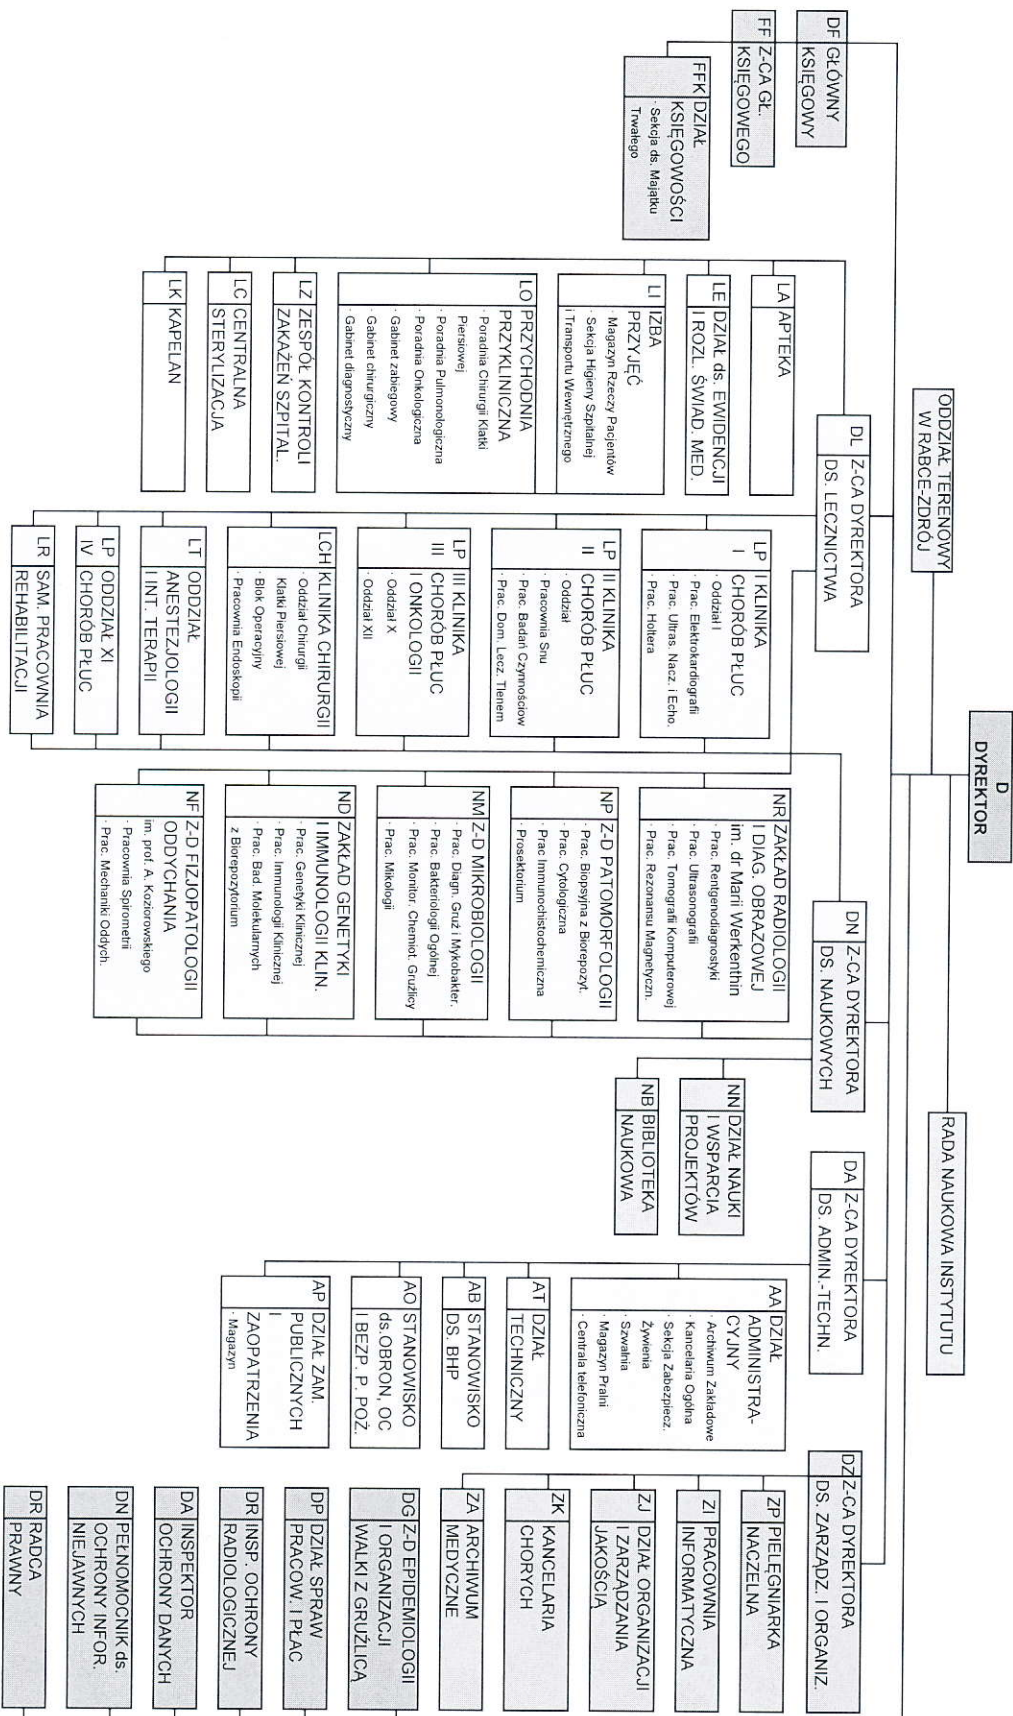 D
DYREKTOR
ODDZIAŁ TERENOWY
W RABCE-ZDRÓJ
RADA NAUKOWA INSTYTUTU
DF GŁÓWNY
KSIĘGOWY
FF Z-CA GŁ.
KSIĘGOWEGO
FFK DZIAŁ
KSIĘGOWOŚCI
· Sekcja ds. Majątku
Trwałego
DL Z-CA DYREKTORA
DS. LECZNICTWA
LA APTEKA
LE DZIAŁ ds. EWIDENCJI
I ROZL. ŚWIAD. MED.
LI IZBA
PRZYJĘĆ
· Magazyn Rzeczy Pacjentów
· Sekcja Higieny Szpitalnej
i Transportu Wewnętrznego
LO PRZYCHODNIA
PRZYKLINICZNA
· Poradnia Chirurgii Klatki
Piersiowej
· Poradnia Pulmonologiczna
· Poradnia Onkologiczna
· Gabinet zabiegowy
· Gabinet chirurgiczny
· Gabinet diagnostyczny
LZ ZESPÓŁ KONTROLI
ZAKAŻEŃ SZPITAL.
LC CENTRALNA
STERYLIZACJA
LK KAPELAN
LP I KLINIKA
I CHORÓB PŁUC
· Oddział I
· Prac. Elektrokardiografii
· Prac. Ultras. Nacz. i Echo.
· Prac. Holtera
LP II KLINIKA
II CHORÓB PŁUC
· Oddział
· Pracownia Snu
· Prac. Badań Czynnościow
· Prac. Dom. Lecz. Tlenem
LP III KLINIKA
III CHORÓB PŁUC
I ONKOLOGII
· Oddział X
· Oddział XII
LCH KLINIKA CHIRURGII
· Oddział Chirurgii
Klatki Piersiowej
· Blok Operacyjny
· Pracownia Endoskopii
LT ODDZIAŁ
ANESTEZJOLOGII
I INT. TERAPII
LP ODDZIAŁ XI
IV CHORÓB PŁUC
LR SAM. PRACOWNIA
REHABILITACJI
DN Z-CA DYREKTORA
DS. NAUKOWYCH
NR ZAKŁAD RADIOLOGII
I DIAG. OBRAZOWEJ
im. dr Marii Werkenthin
· Prac. Rentgenodiagnostyki
· Prac. Ultrasonografii
· Prac. Tomografii Komputerowej
· Prac. Rezonansu Magnetyczn.
NP Z-D PATOMORFOLOGII
· Prac. Biopsyjna z Biorepozyt.
· Prac. Cytologiczna
· Prac Immunochistochemiczna
· Prosektorium
NM Z-D MIKROBIOLOGII
· Prac. Diagn. Gruź i Mykobakter.
· Prac. Bakteriologii Ogólnej
· Prac. Monitor. Chemiot. Gruźlicy
· Prac. Mikologii
ND ZAKŁAD GENETYKI
I IMMUNOLOGII KLIN.
· Prac. Genetyki Klinicznej
· Prac. Immunologii Klinicznej
· Prac. Bad. Molekularnych
z Biorepozytorium
NF Z-D FIZJOPATOLOGII
ODDYCHANIA
im. prof. A. Koziorowskiego
· Pracownia Spirometrii
· Prac. Mechaniki Oddych.
NN DZIAŁ NAUKI
I WSPARCIA
PROJEKTÓW
NB BIBLIOTEKA
NAUKOWA
DA Z-CA DYREKTORA
DS. ADMIN.-TECHN.
AA DZIAŁ
ADMINISTRA-
CYJNY
· Archiwum Zakładowe
· Kancelaria Ogólna
· Sekcja Zabezpiecz.
Żywienia
· Szwalnia
· Magazyn Pralni
· Centrala telefoniczna
AT DZIAŁ
TECHNICZNY
AB STANOWISKO
DS. BHP
AO STANOWISKO
ds.OBRON, OC
I BEZP. P. POŻ.
AP DZIAŁ ZAM.
PUBLICZNYCH
I
ZAOPATRZENIA
· Magazyn
DZ Z-CA DYREKTORA
DS. ZARZĄDZ. I ORGANIZ.
ZP PIELĘGNIARKA
NACZELNA
ZI PRACOWNIA
INFORMATYCZNA
ZJ DZIAŁ ORGANIZACJI
I ZARZĄDZANIA
JAKOŚCIĄ
ZK KANCELARIA
CHORYCH
ZA ARCHIWUM
MEDYCZNE
DG Z-D EPIDEMIOLOGII
I ORGANIZACJI
WALKI Z GRUŹLICĄ
DP DZIAŁ SPRAW
PRACOW. I PŁAC
DR INSP. OCHRONY
RADIOLOGICZNEJ
DA INSPEKTOR
OCHRONY DANYCH
DN PEŁNOMOCNIK ds.
OCHRONY INFOR.
NIEJAWNYCH
DR RADCA
PRAWNY